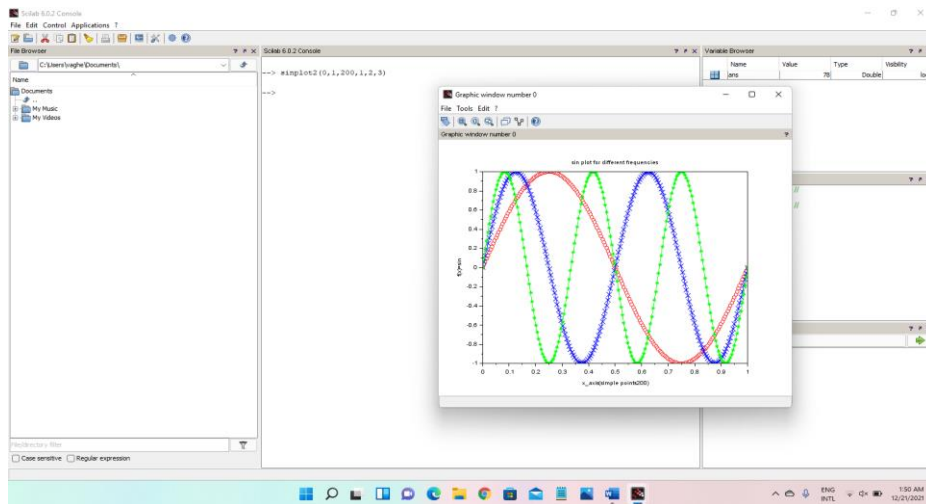 Scilab 6.0.2 Console
File Edit Control Applications ?
File Browser
C:\Users\vaghe\Documents\
Name
Documents
..
My Music
My Videos
File/directory filter
Case sensitive
Regular expression
Scilab 6.0.2 Console
--> sinplot2(0,1,200,1,2,3)
-->
Variable Browser
Name Value Type Visibility
ans 78 Double lo
//
//
Graphic window number 0
File Tools Edit ?
Graphic window number 0
sin plot for different frequencies
1
0.8
0.6
0.4
0.2
0
-0.2
-0.4
-0.6
-0.8
-1
0 0.1 0.2 0.3 0.4 0.5 0.6 0.7 0.8 0.9 1
x_axis(simple points200)
ENG
INTL
1:50 AM
12/21/2021